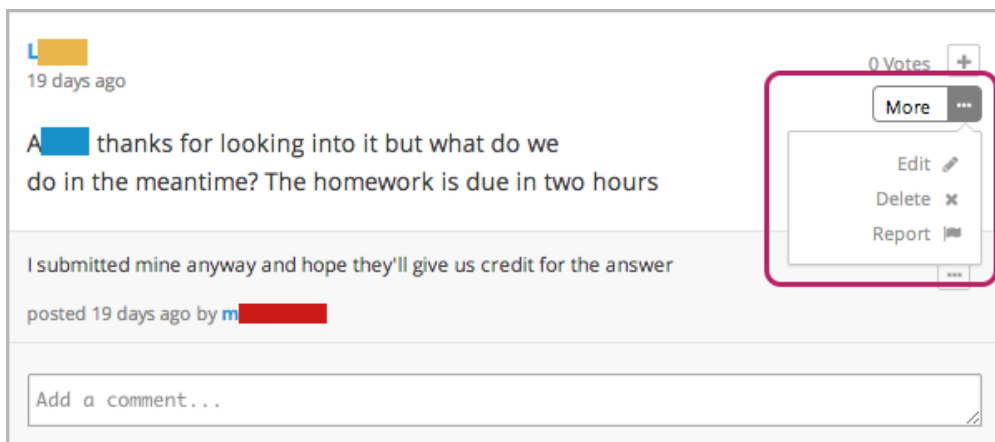 L
19 days ago
0 Votes
More
A thanks for looking into it but what do we
do in the meantime? The homework is due in two hours
Edit
Delete
Report
I submitted mine anyway and hope they'll give us credit for the answer
posted 19 days ago by m
Add a comment...